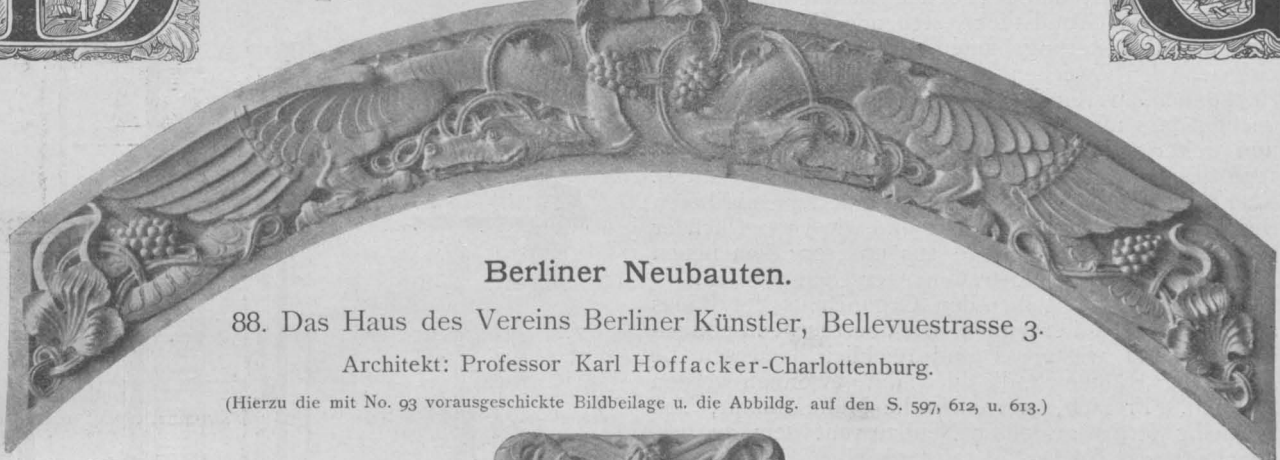 Berliner Neubauten.
88. Das Haus des Vereins Berliner Künstler, Bellevuestrasse 3.
Architekt: Professor Karl Hoffacker-Charlottenburg.
(Hierzu die mit No. 93 vorausgeschickte Bildbeilage u. die Abbildg. auf den S. 597, 612, u. 613.)